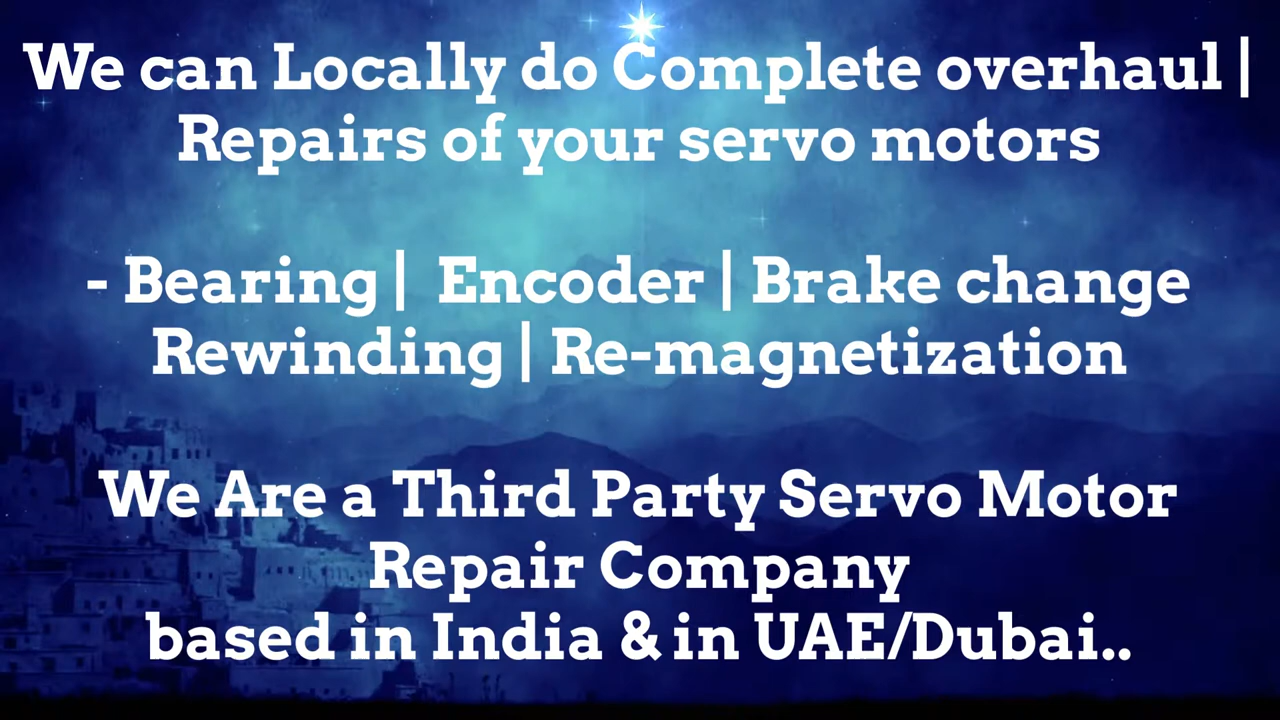 We can Locally do Complete overhaul |
Repairs of your servo motors
- Bearing | Encoder | Brake change
Rewinding | Re-magnetization
We Are a Third Party Servo Motor
Repair Company
based in India & in UAE/Dubai..